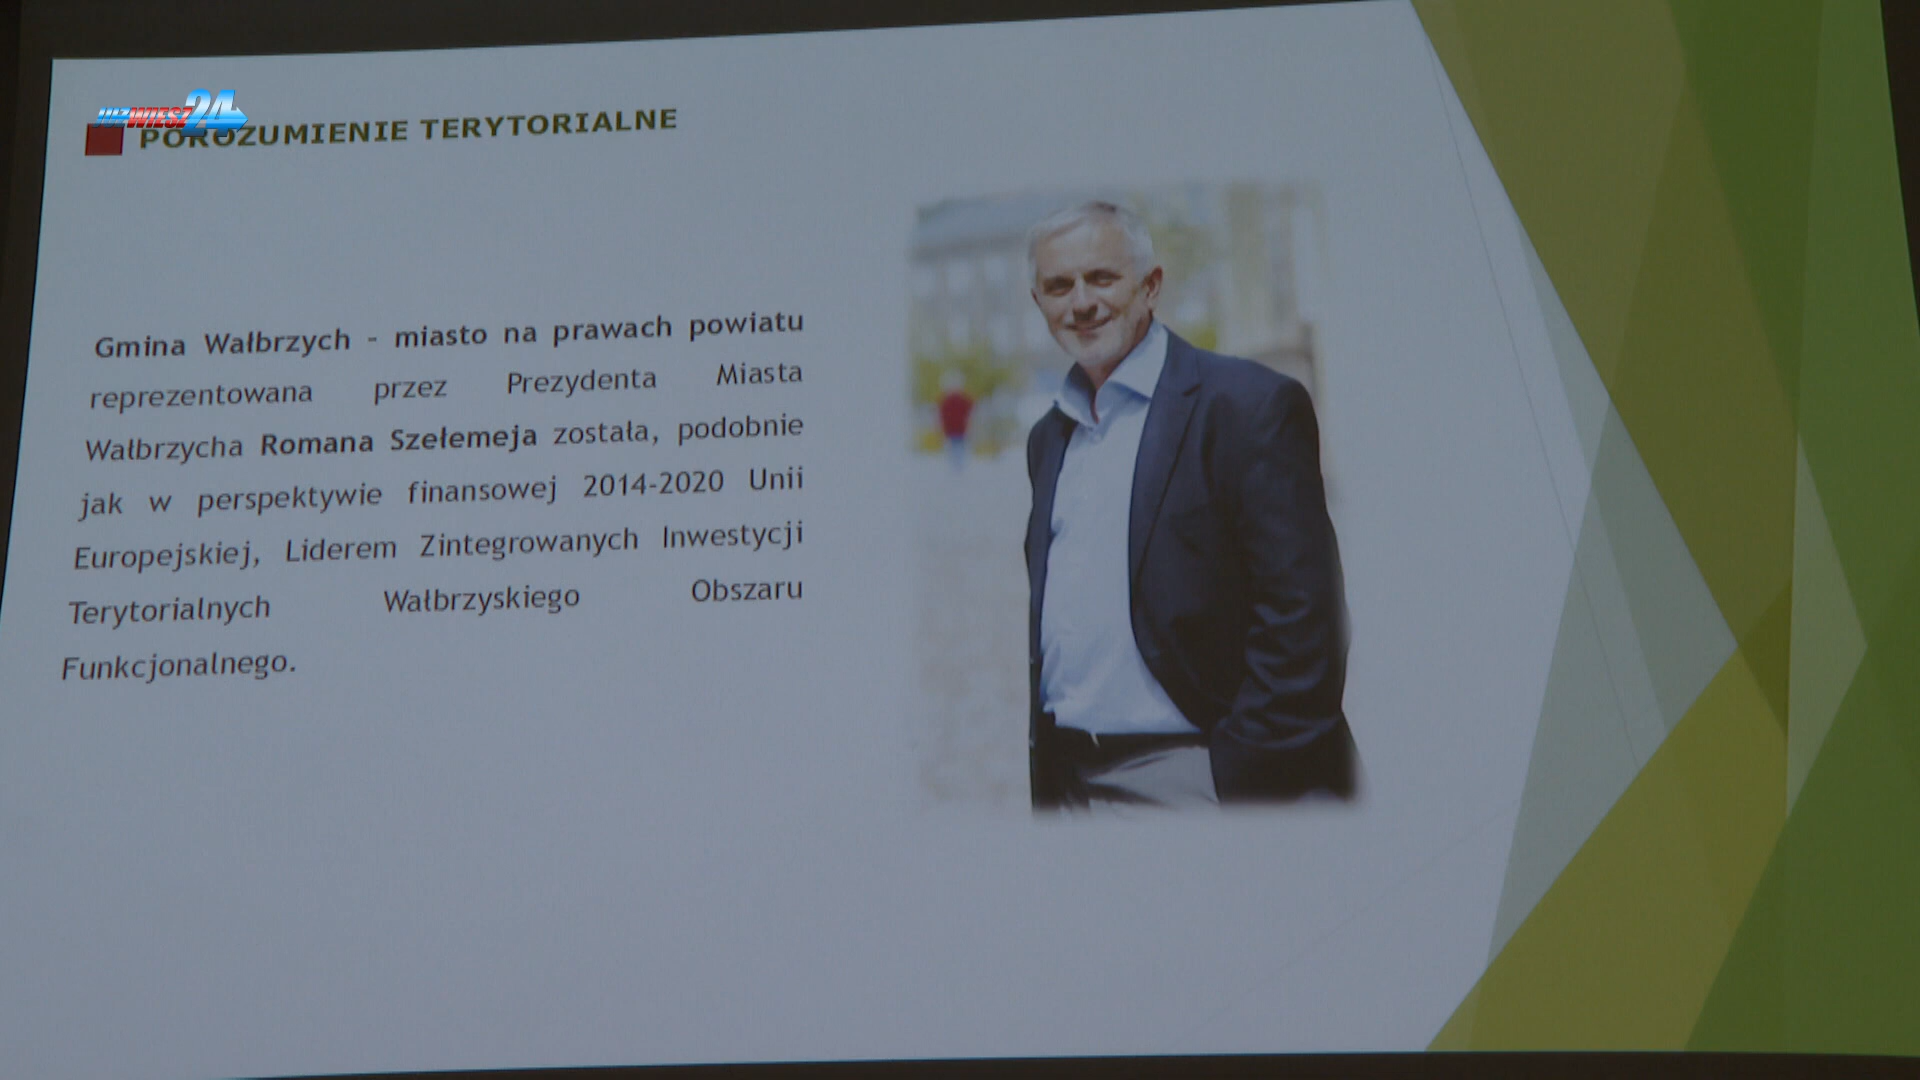 JUŻWIESZ24
POROZUMIENIE TERYTORIALNE
Gmina Wałbrzych - miasto na prawach powiatu
reprezentowana przez Prezydenta Miasta
Wałbrzycha Romana Szełemeja została, podobnie
jak w perspektywie finansowej 2014-2020 Unii
Europejskiej, Liderem Zintegrowanych Inwestycji
Terytorialnych Wałbrzyskiego Obszaru
Funkcjonalnego.